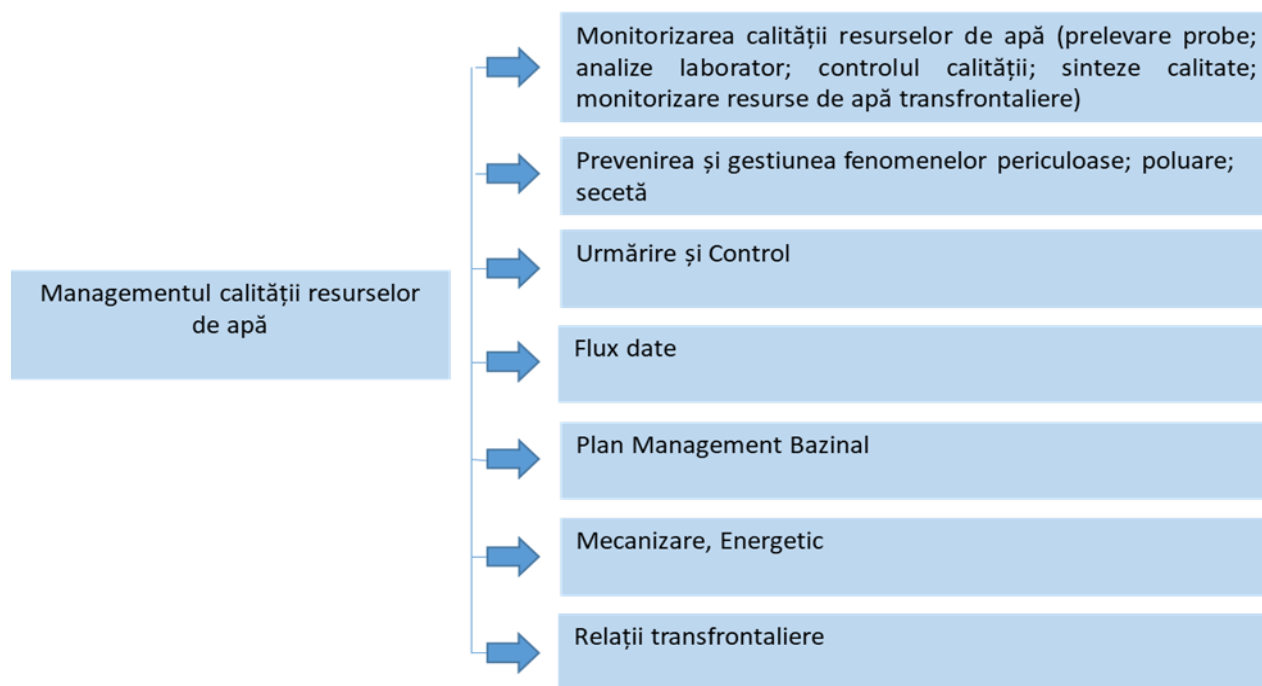 Monitorizarea calității resurselor de apă (prelevare probe;
analize laborator; controlul calității; sinteze calitate;
monitorizare resurse de apă transfrontaliere)
Prevenirea și gestiunea fenomenelor periculoase; poluare;
secetă
Urmărire și Control
Managementul calității resurselor
de apă
Flux date
Plan Management Bazinal
Mecanizare, Energetic
Relații transfrontaliere